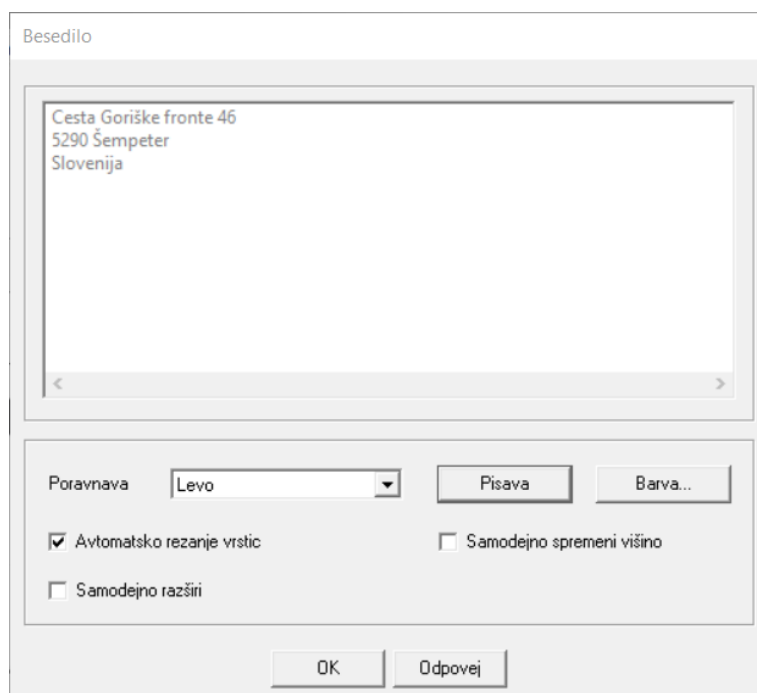 Besedilo
Cesta Goriške fronte 46
5290 Šempeter
Slovenija
Poravnava Levo Pisava Barva...
Avtomatsko rezanje vrstic Samodejno spremeni višino
Samodejno razširi
OK Odpovej